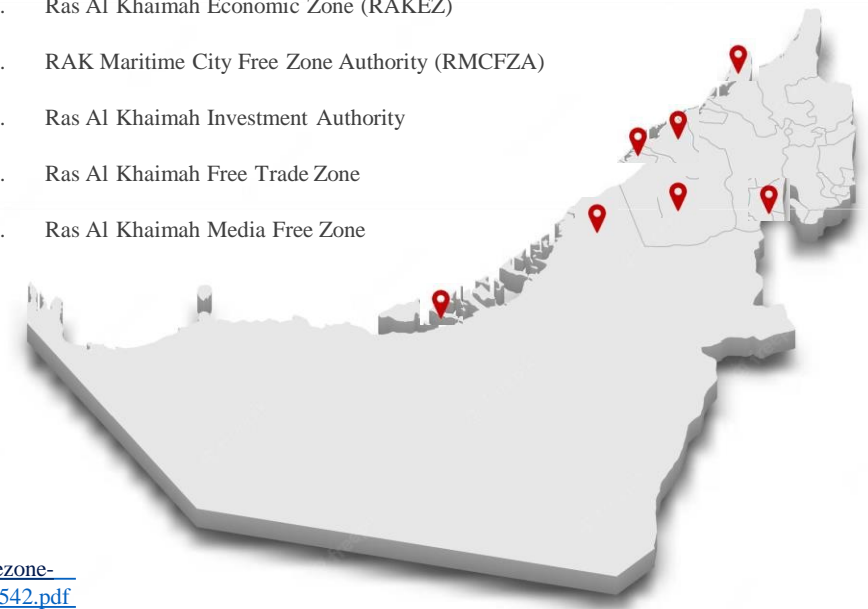 . Ras Al Khaimah Economic Zone (RAKEZ)
. RAK Maritime City Free Zone Authority (RMCFZA)
. Ras Al Khaimah Investment Authority
. Ras Al Khaimah Free Trade Zone
. Ras Al Khaimah Media Free Zone
ezone-
542.pdf